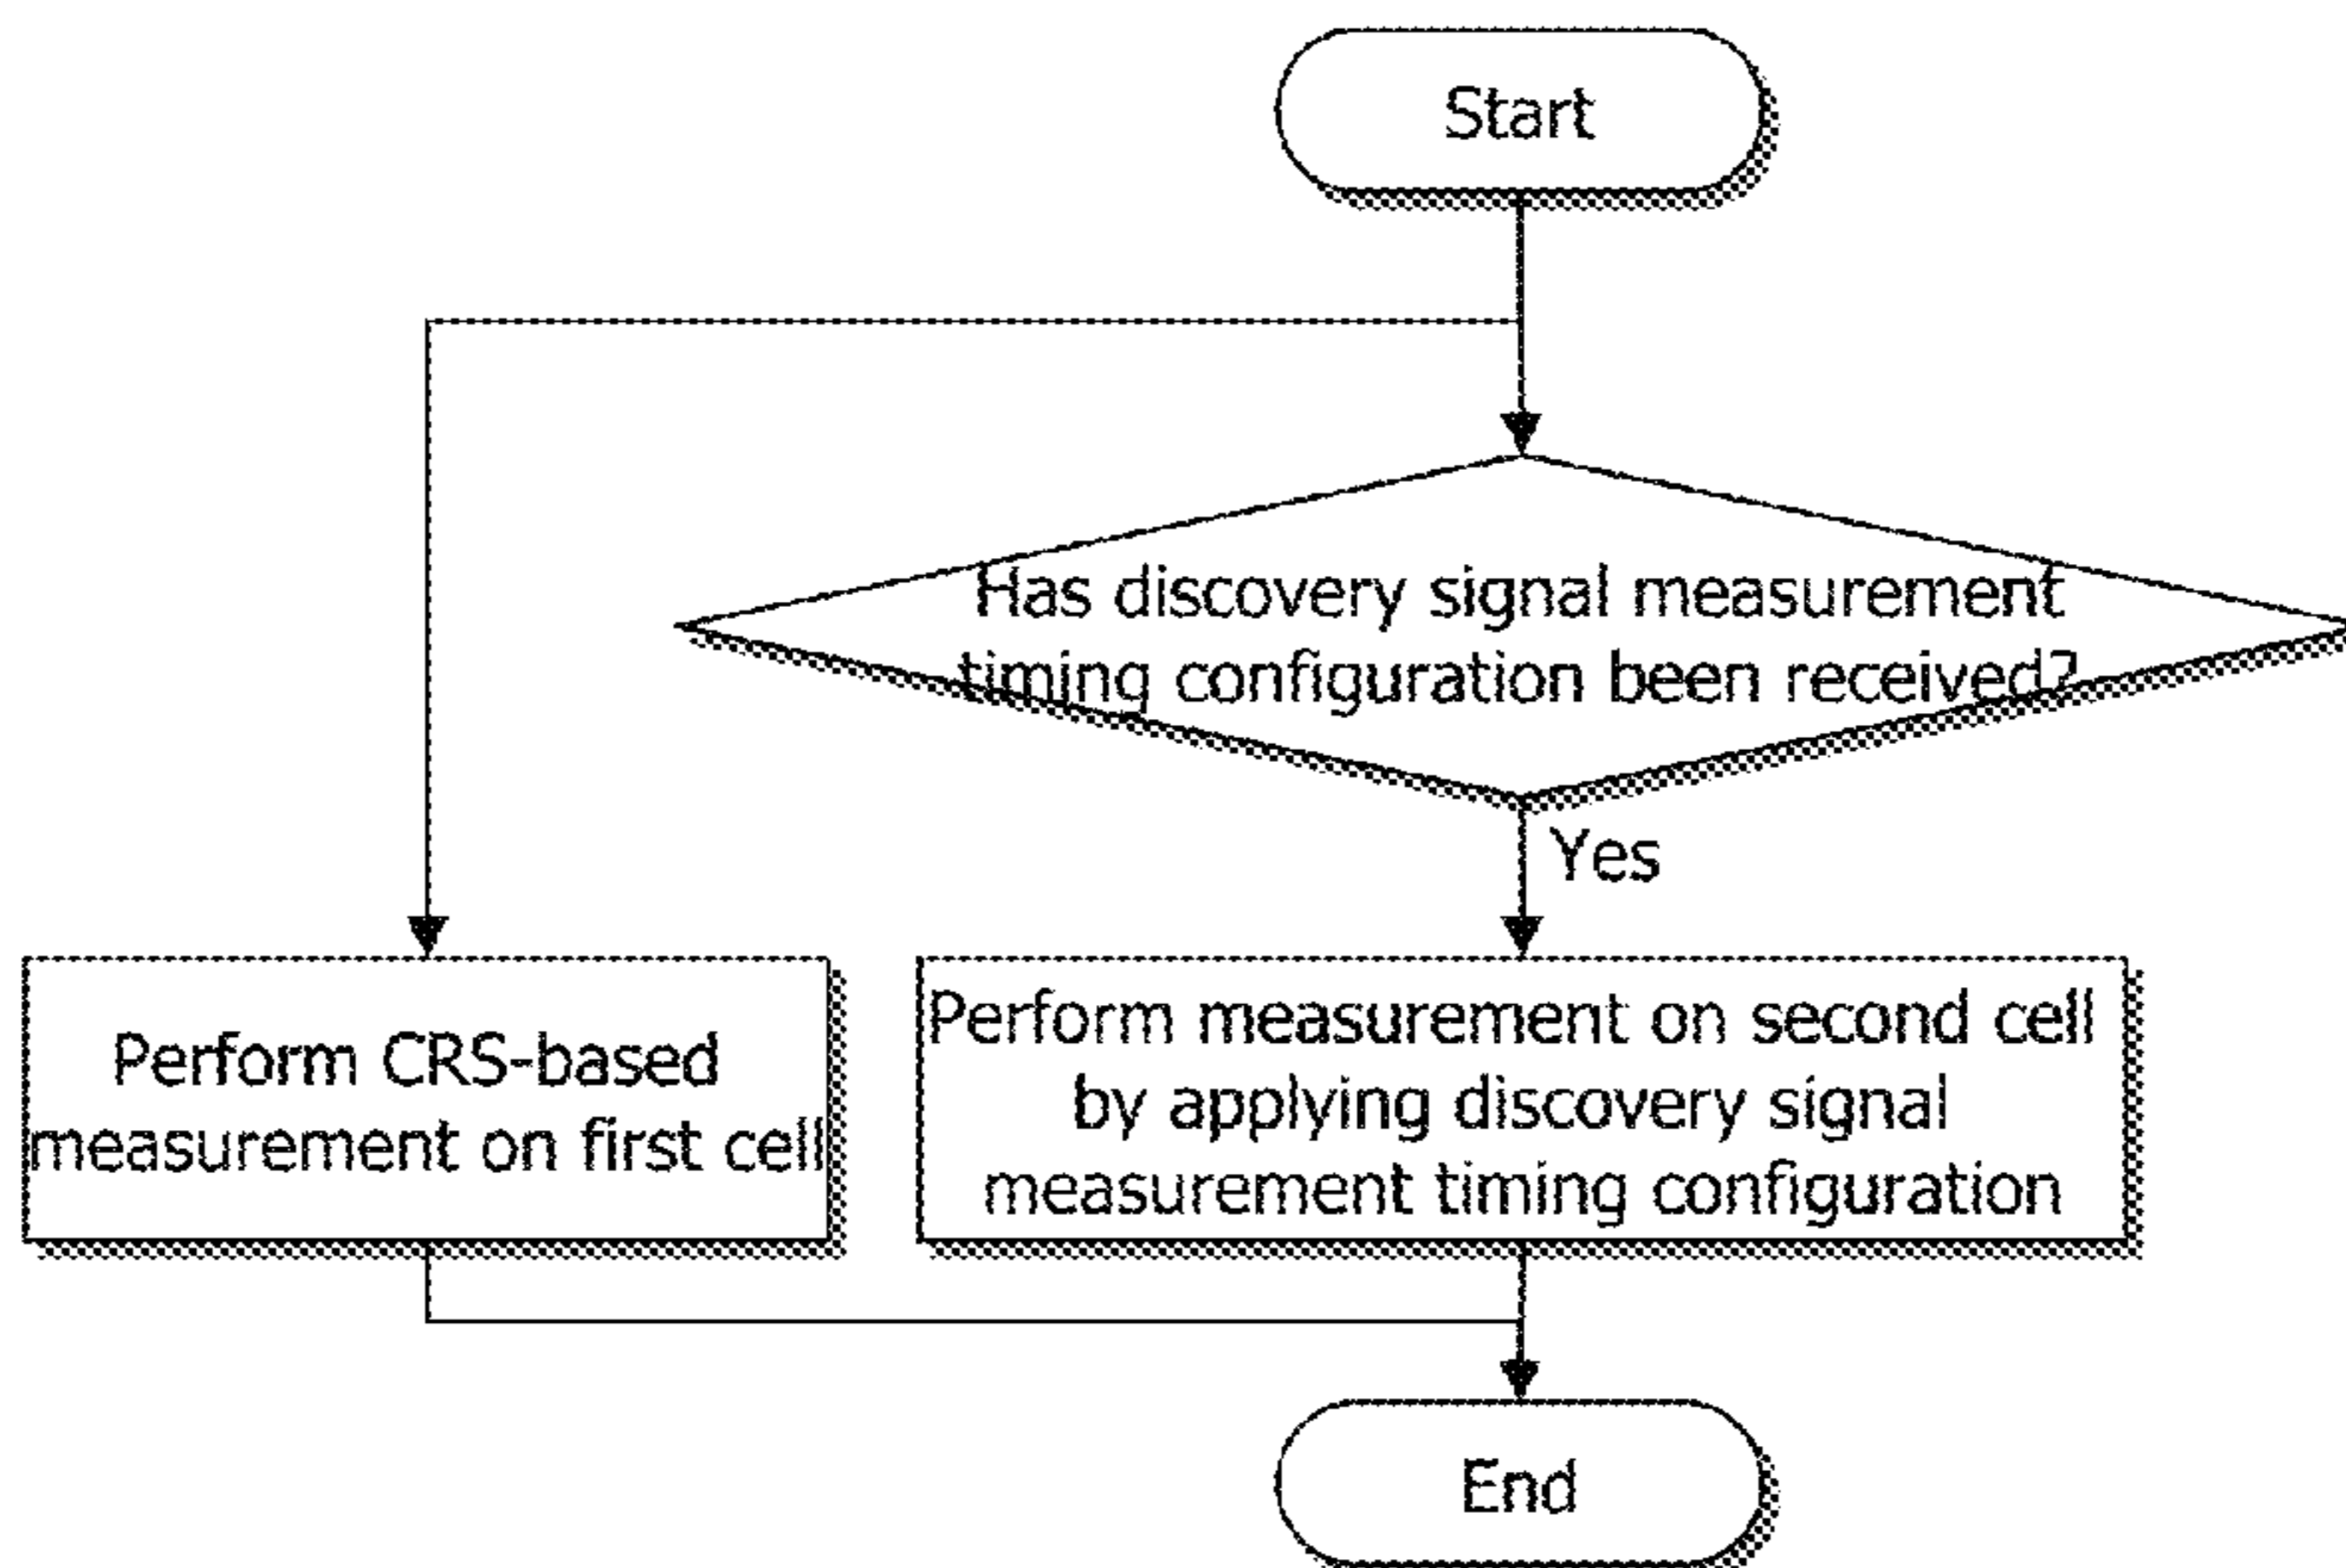 Start
Has discovery signal measurement
timing configuration been received?
Yes
Perform CRS-based
measurement on first cell
Perform measurement on second cell
by applying discovery signal
measurement timing configuration
End